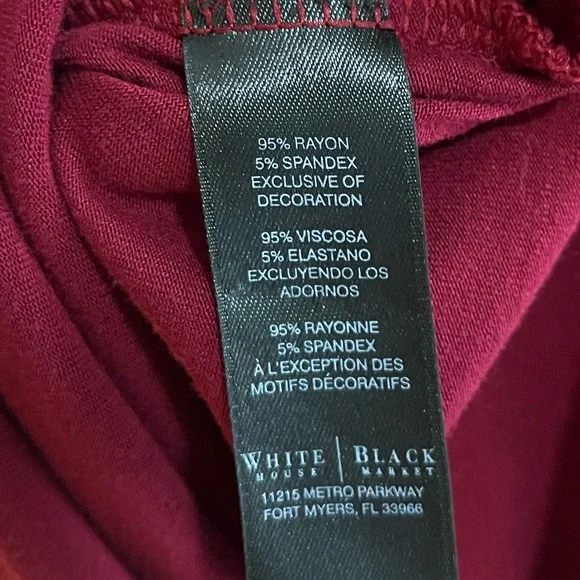 95% RAYON
5% SPANDEX
EXCLUSIVE OF
DECORATION
95% VISCOSA
5% ELASTANO
EXCLUYENDO LOS
ADORNOS
95% RAYONNE
5% SPANDEX
À L'EXCEPTION DES
MOTIFS DÉCORATIFS
WHITE | BLACK
HOUSE MARKET
11215 METRO PARKWAY
FORT MYERS, FL 33966